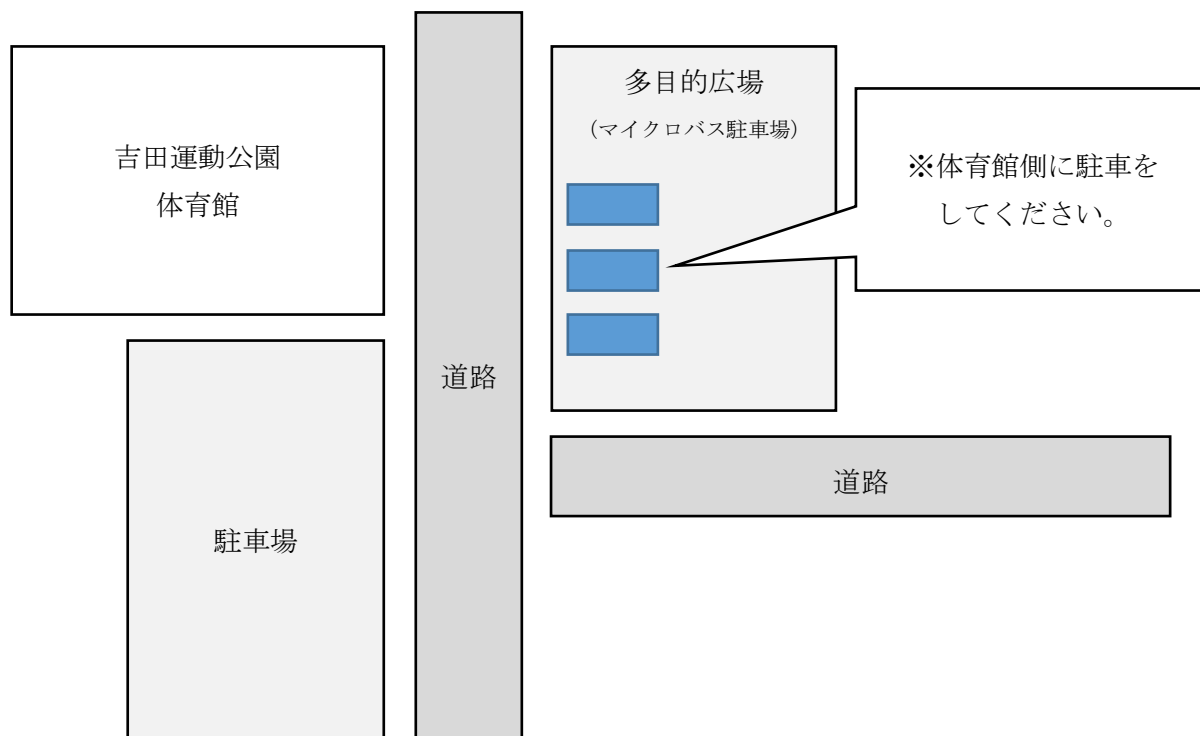 吉田運動公園
体育館
多目的広場
（マイクロバス駐車場）
※体育館側に駐車を
してください。
道路
道路
駐車場